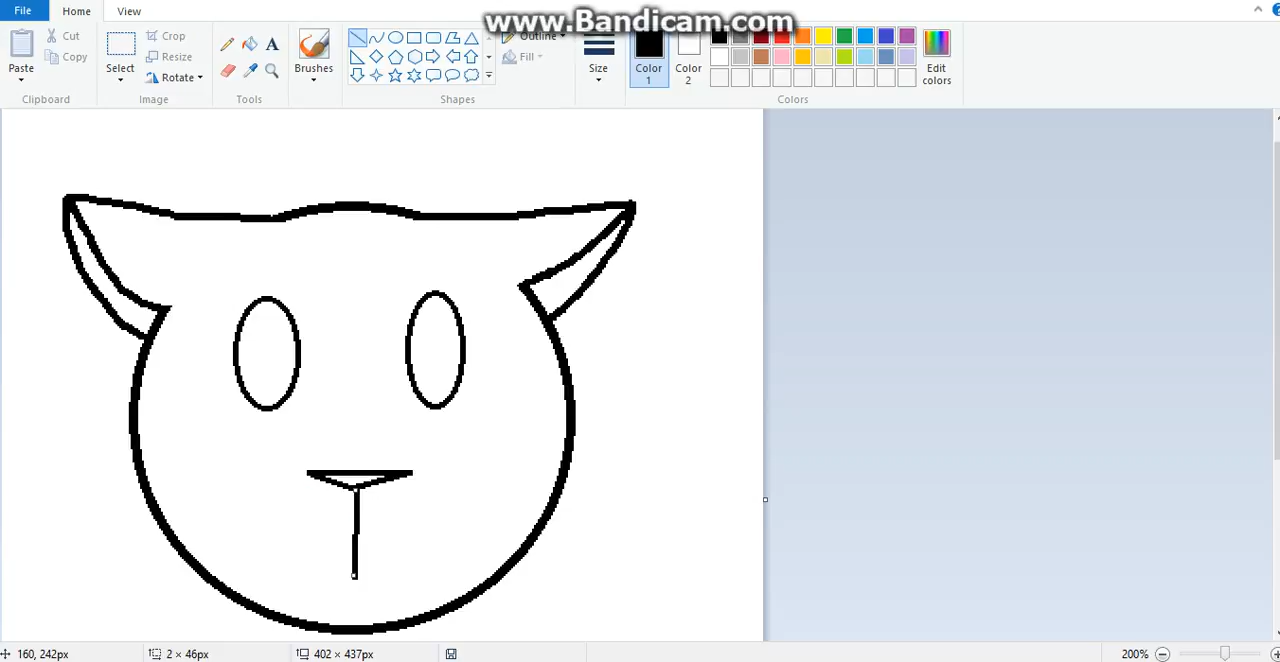 www.Bandicam.com
File Home View
Paste
Cut
Copy
Clipboard
Select
Crop
Resize
Rotate
Image
Tools
Brushes
Outline
Fill
Shapes
Size
Color 1
Color 2
Edit colors
Colors
160, 242px
2 × 46px
402 × 437px
200%